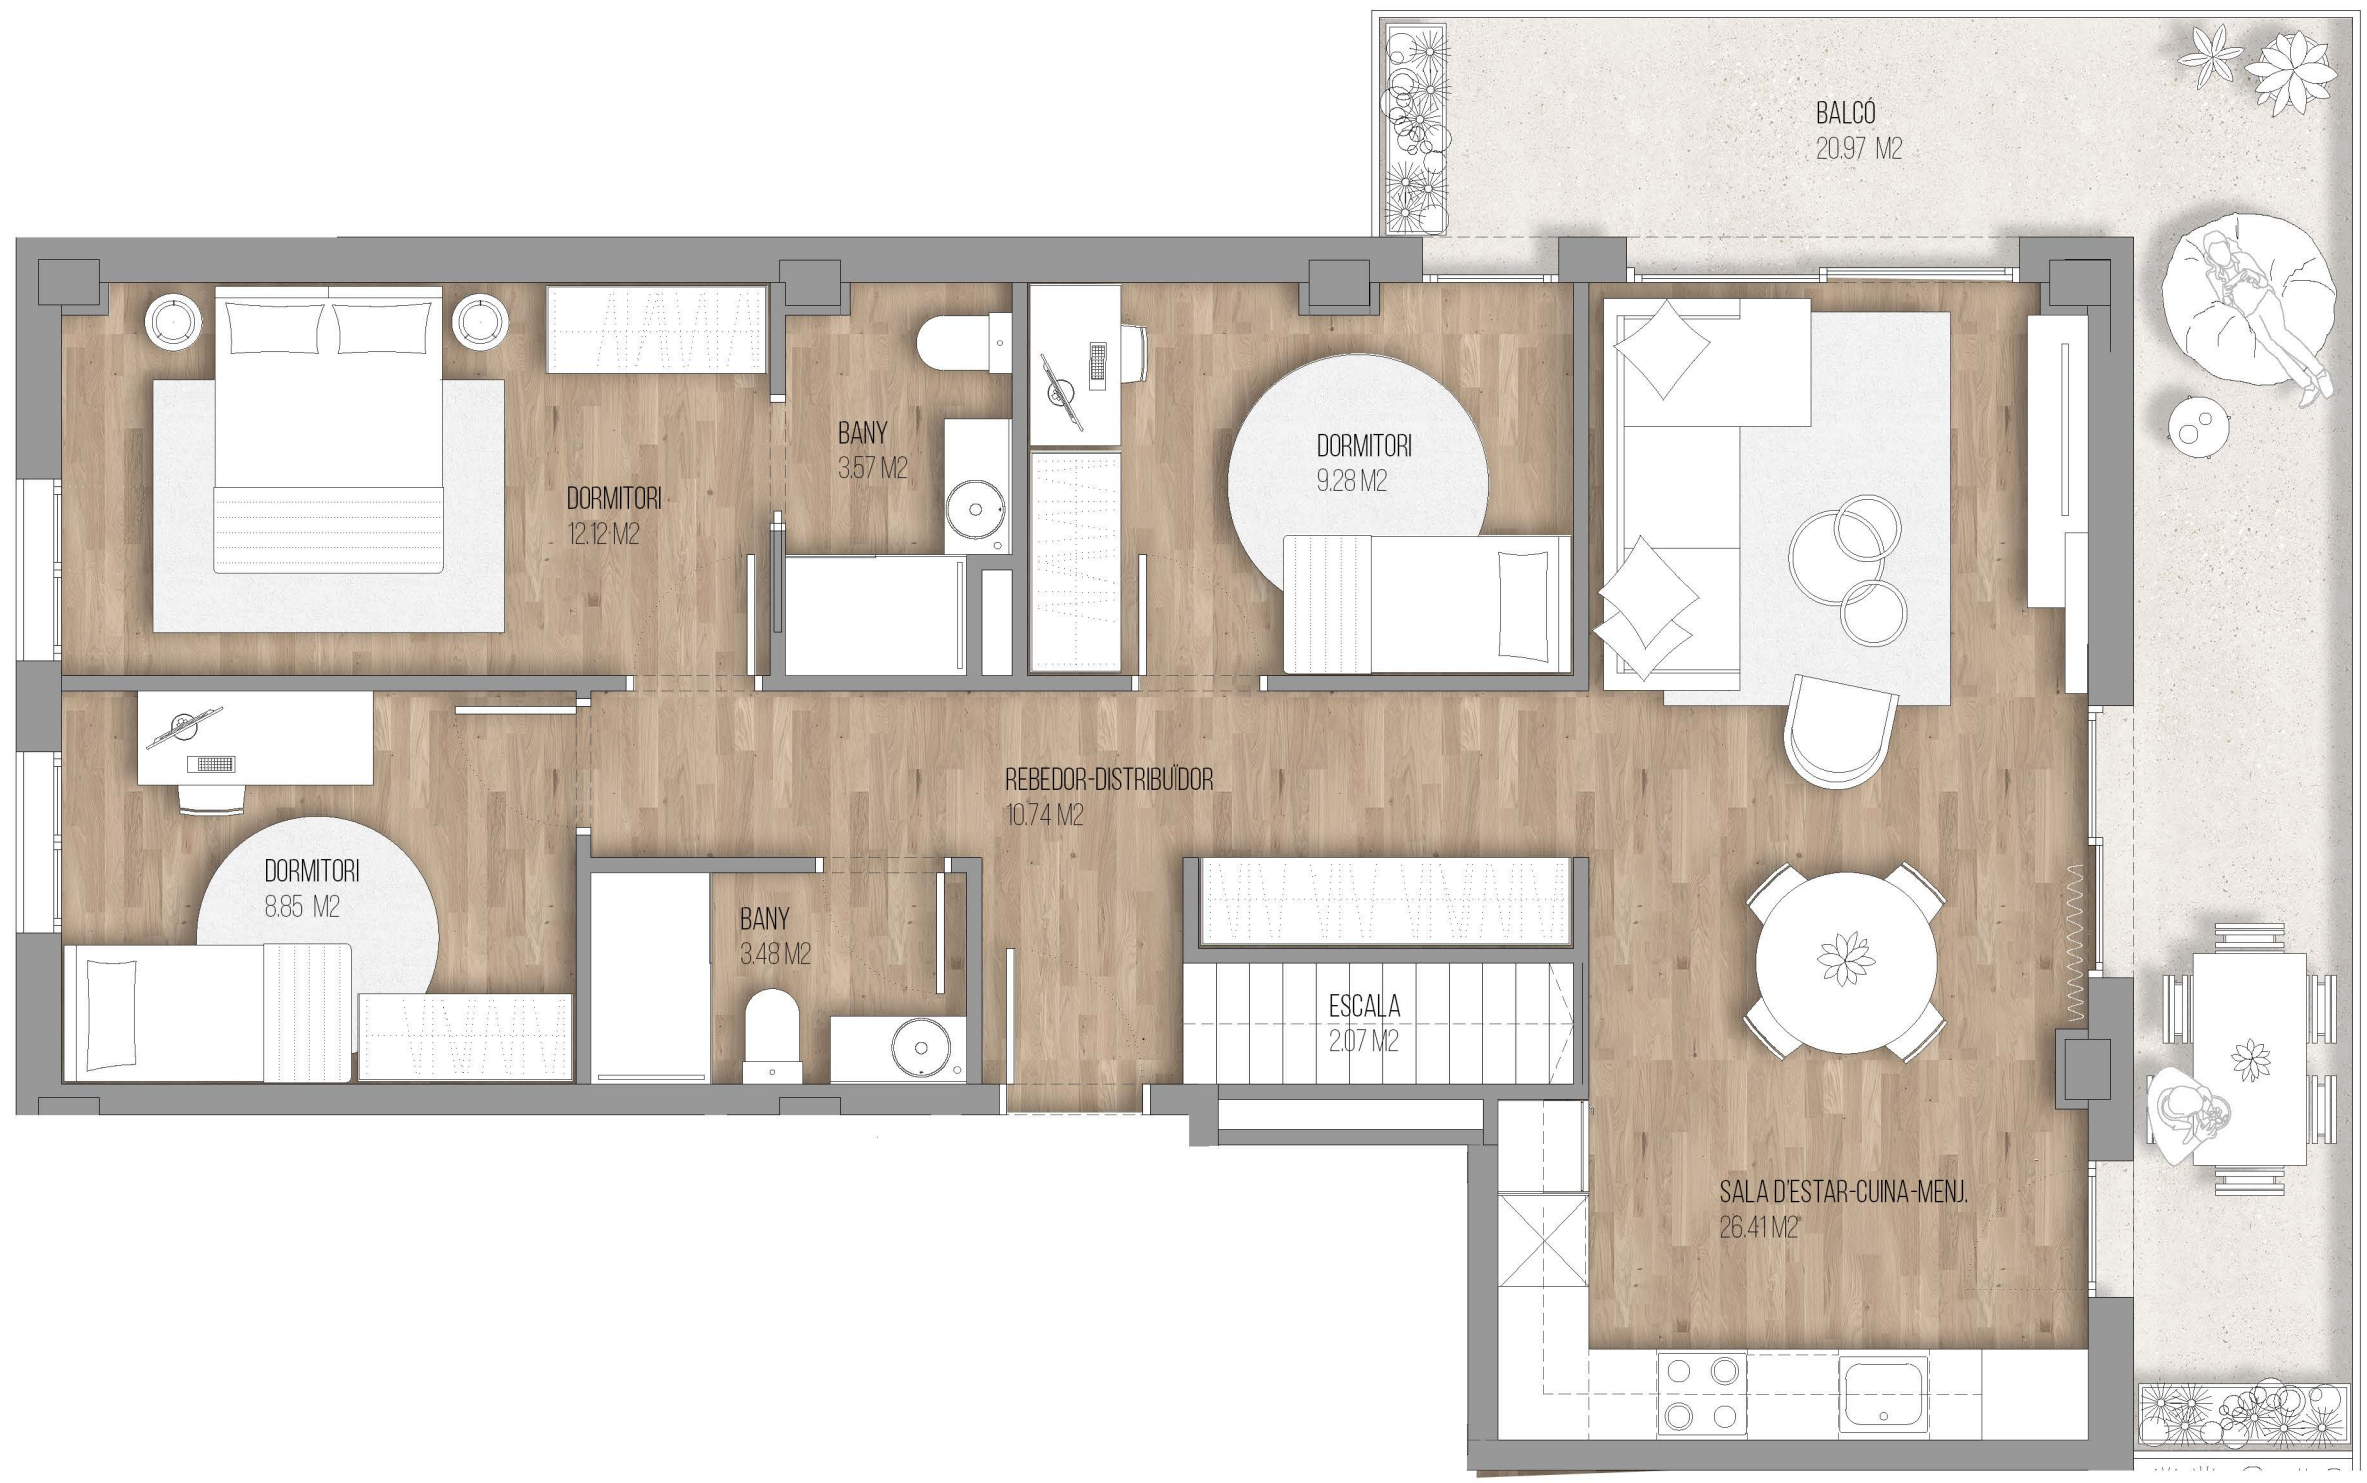 BALCÓ
20.97 M2
BANY
3.57 M2
DORMITORI
9.28 M2
DORMITORI
12.12 M2
REBEDOR-DISTRIBUÏDOR
10.74 M2
DORMITORI
8.85 M2
BANY
3.48 M2
ESCALA
2.07 M2
SALA D'ESTAR-CUINA-MENJ.
26.41 M2